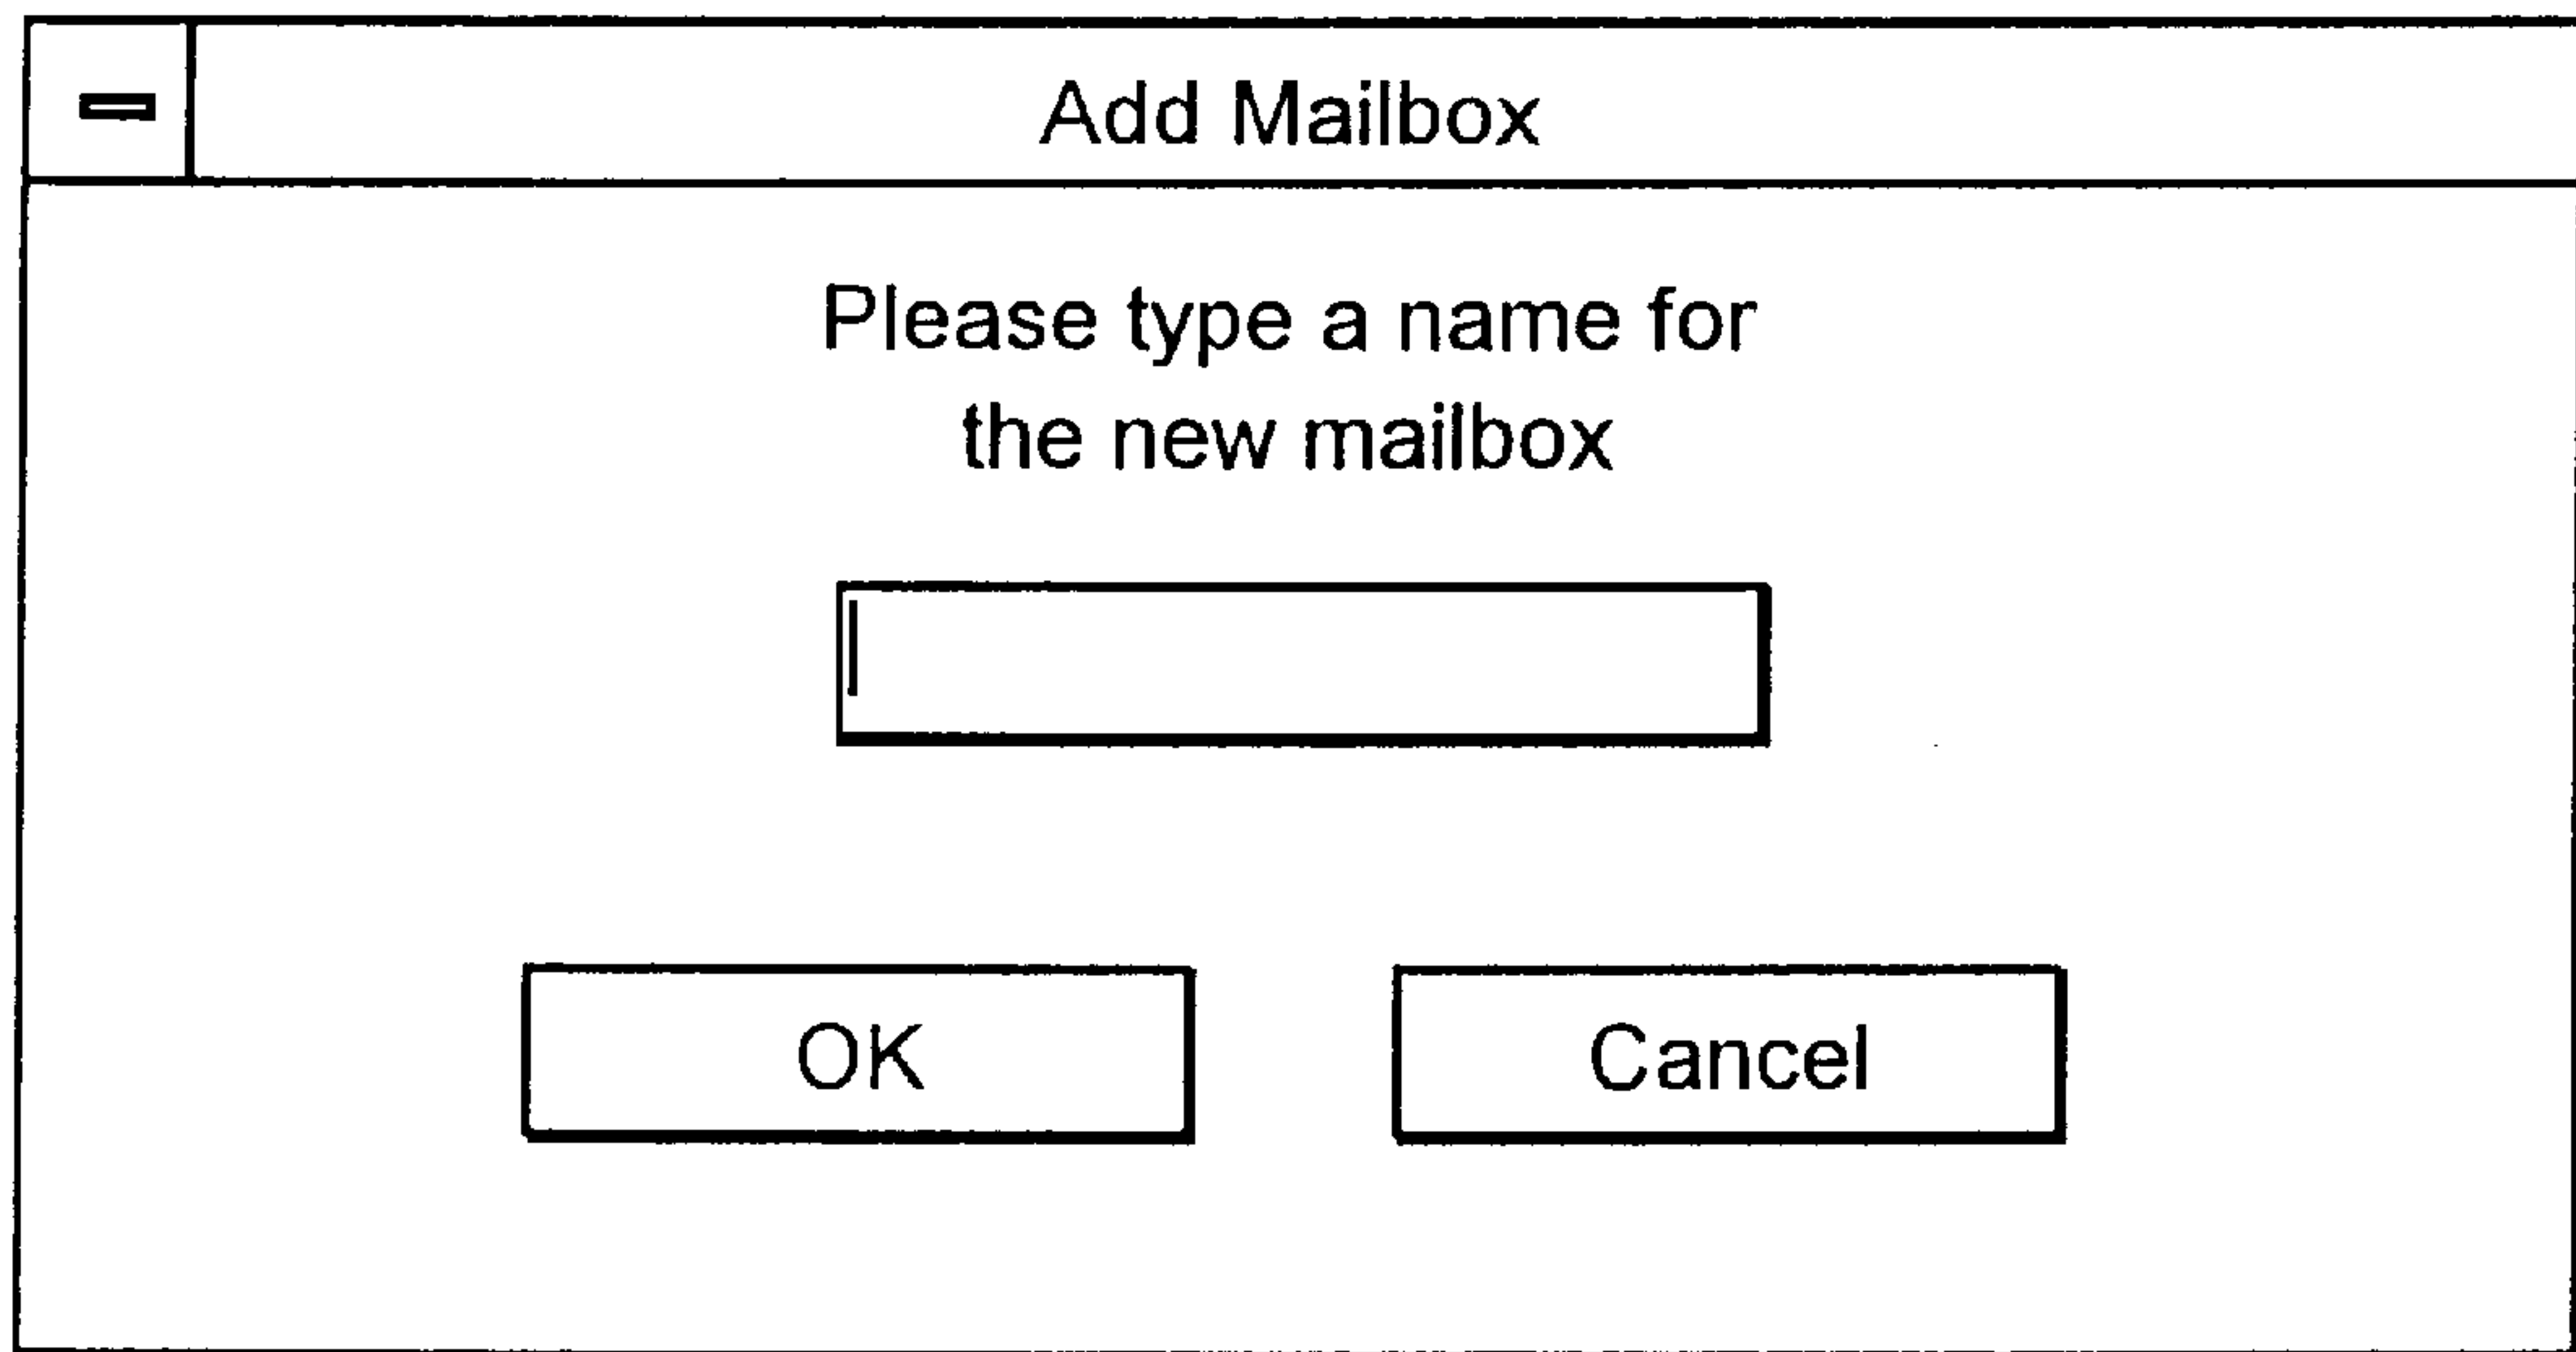 Add Mailbox
Please type a name for
the new mailbox
OK
Cancel